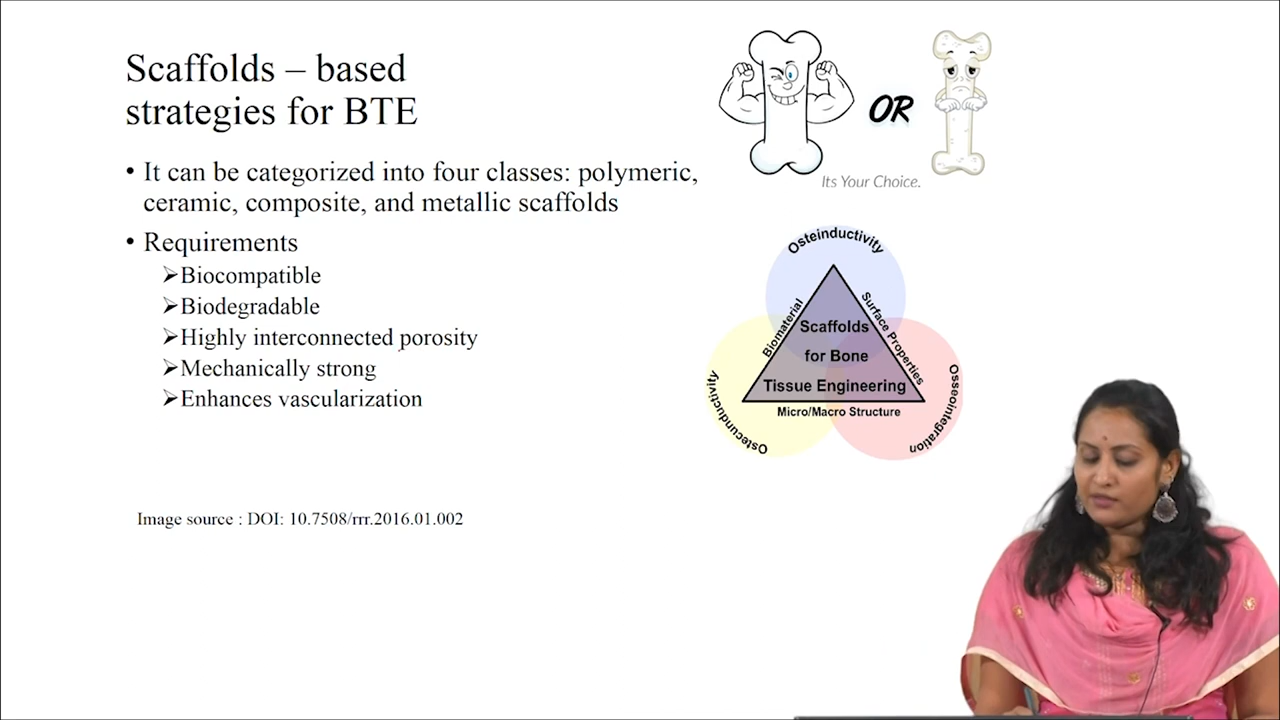 Scaffolds – based
strategies for BTE
• It can be categorized into four classes: polymeric,
ceramic, composite, and metallic scaffolds
• Requirements
➢Biocompatible
➢Biodegradable
➢Highly interconnected porosity
➢Mechanically strong
➢Enhances vascularization
Image source : DOI: 10.7508/rrr.2016.01.002
OR
Its Your Choice.
Osteinductivity
Biomaterial
Surface Properties
Scaffolds
for Bone
Tissue Engineering
Micro/Macro Structure
Ostecunductivity
Osseointegration